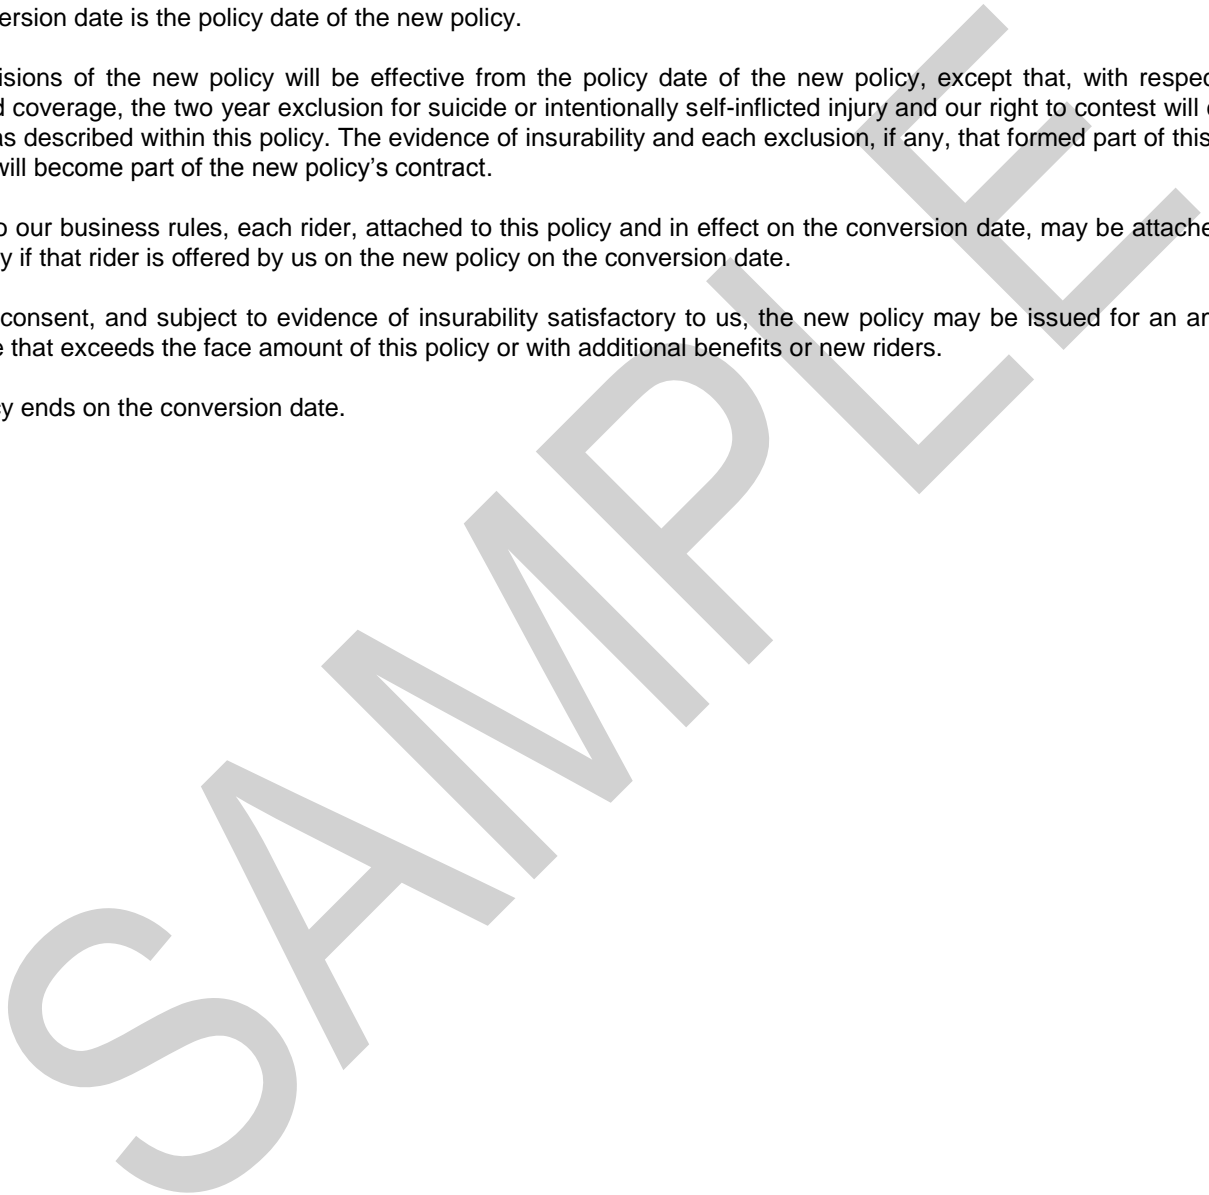 ersion date is the policy date of the new policy.
isions of the new policy will be effective from the policy date of the new policy, except that, with respec
d coverage, the two year exclusion for suicide or intentionally self-inflicted injury and our right to contest will
as described within this policy. The evidence of insurability and each exclusion, if any, that formed part of this
will become part of the new policy’s contract.
o our business rules, each rider, attached to this policy and in effect on the conversion date, may be attache
y if that rider is offered by us on the new policy on the conversion date.
consent, and subject to evidence of insurability satisfactory to us, the new policy may be issued for an
e that exceeds the face amount of this policy or with additional benefits or new riders.
cy ends on the conversion date.
SAMPLE